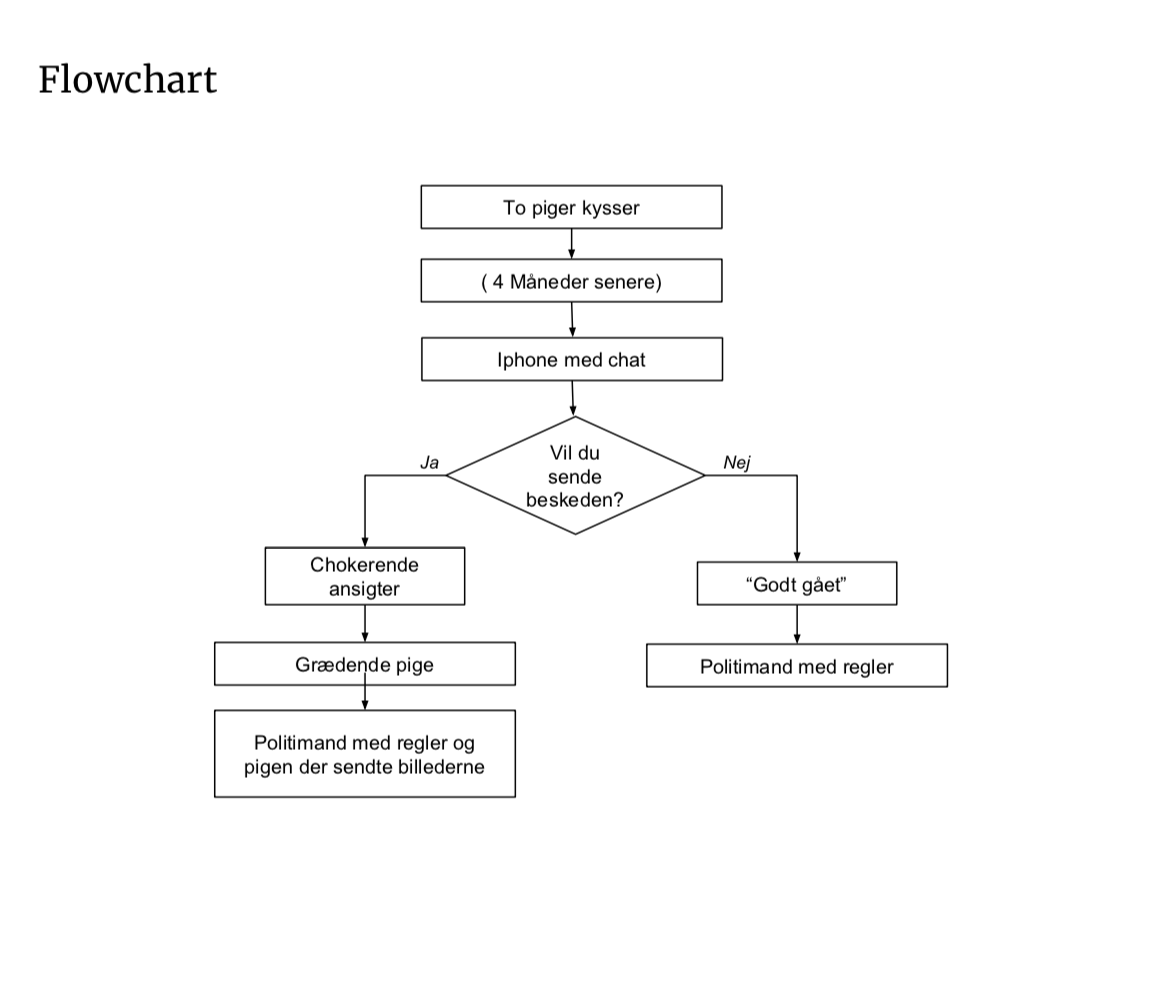 Flowchart
To piger kysser
( 4 Måneder senere)
Iphone med chat
Vil du
sende
beskeden?
Ja
Nej
Chokerende
ansigter
“Godt gået”
Grædende pige
Politimand med regler
Politimand med regler og
pigen der sendte billederne